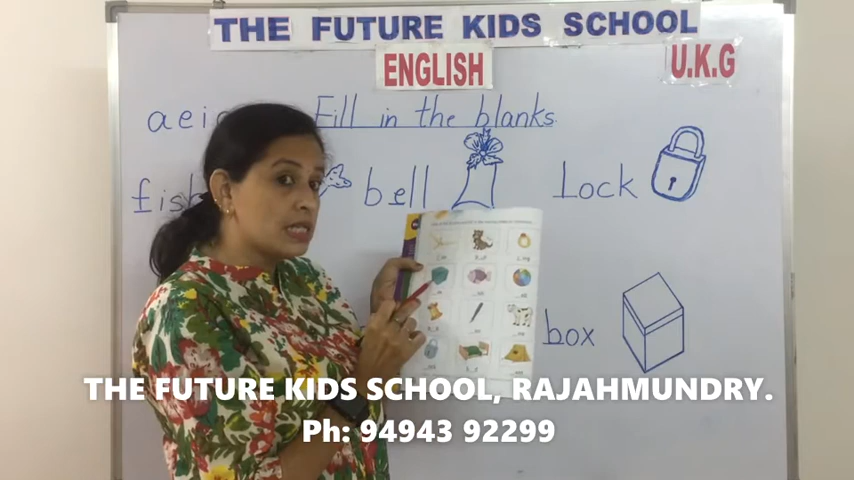 THE FUTURE KIDS SCHOOL
ENGLISH
U.K.G
a e i
Fill in the blanks.
fish
bell
Lock
box
THE FUTURE KIDS SCHOOL, RAJAHMUNDRY.
Ph: 94943 92299